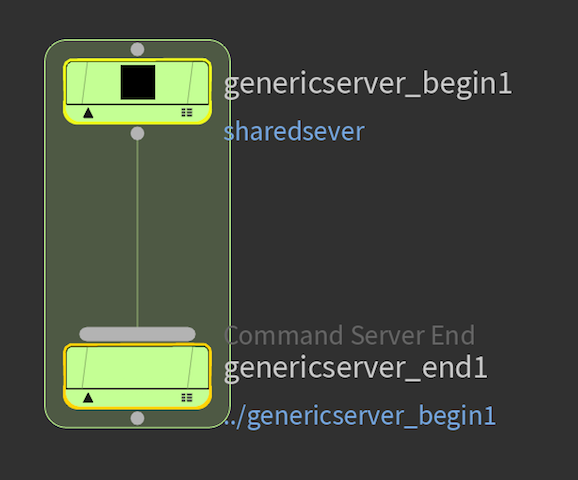 genericserver_begin1
sharedsever
Command Server End
genericserver_end1
../genericserver_begin1